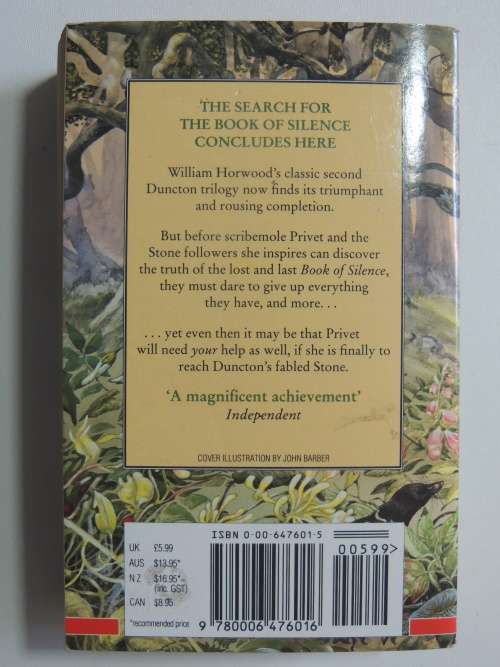 THE SEARCH FOR
THE BOOK OF SILENCE
CONCLUDES HERE
William Horwood's classic second
Duncton trilogy now finds its triumphant
and rousing completion.
But before scribemole Privet and the
Stone followers she inspires can discover
the truth of the lost and last Book of Silence,
they must dare to give up everything
they have, and more. . .
. . . yet even then it may be that Privet
will need your help as well, if she is finally to
reach Duncton's fabled Stone.
'A magnificent achievement'
Independent
COVER ILLUSTRATION BY JOHN BARBER
ISBN 0-00-647601-5
00599>
UK £5.99
AUS $13.95*
NZ $16.95*
(inc. GST)
CAN $8.95
*recommended price
9 780006 476016